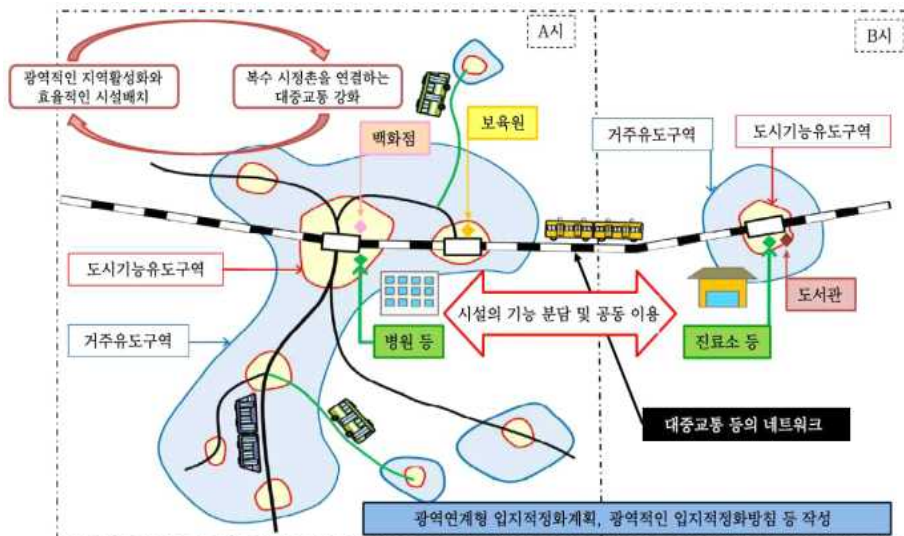 A시
B시
광역적인 지역활성화와
효율적인 시설배치
복수 시정촌을 연결하는
대중교통 강화
백화점
보육원
거주유도구역
도시기능유도구역
도시기능유도구역
거주유도구역
병원 등
시설의 기능 분담 및 공동 이용
진료소 등
도서관
대중교통 등의 네트워크
광역연계형 입지적정화계획, 광역적인 입지적정화방침 등 작성